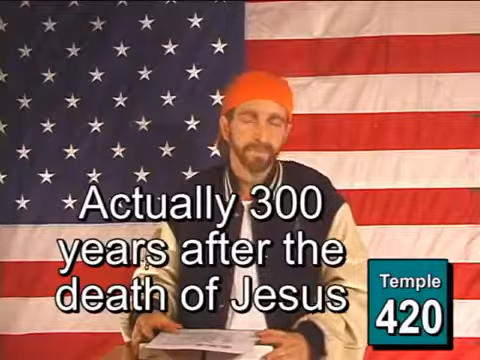 Actually, 300
years after the
death of Jesus
Temple
420